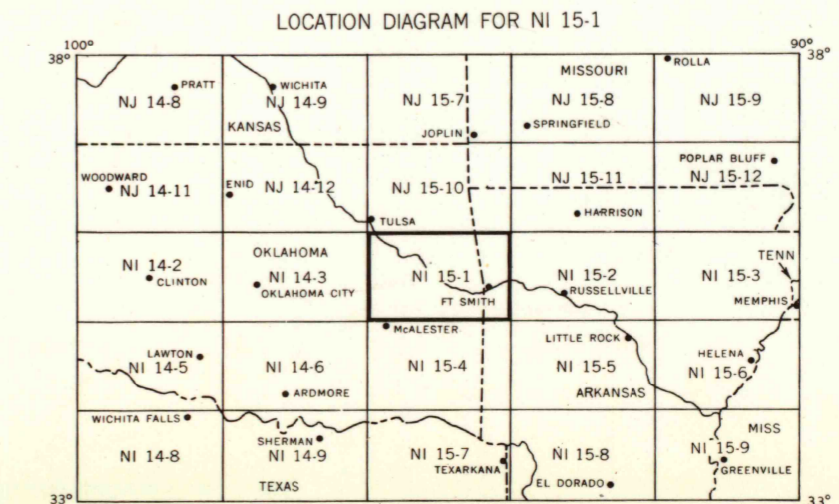 LOCATION DIAGRAM FOR NI 15-1
100° 90°
38° 38°
PRATT
WICHITA
MISSOURI
ROLLA
NJ 14-8
NJ 14-9
NJ 15-7
NJ 15-8
NJ 15-9
KANSAS
JOPLIN
SPRINGFIELD
POPLAR BLUFF
WOODWARD
NJ 14-11
ENID
NJ 14-12
NJ 15-10
NJ 15-11
NJ 15-12
TULSA
HARRISON
OKLAHOMA
TENN
NI 14-2
CLINTON
NI 14-3
OKLAHOMA CITY
NI 15-1
FT SMITH
NI 15-2
RUSSELLVILLE
NI 15-3
MEMPHIS
McALESTER
LITTLE ROCK
LAWTON
NI 14-5
NI 14-6
NI 15-4
NI 15-5
HELENA
NI 15-6
ARDMORE
ARKANSAS
WICHITA FALLS
MISS
SHERMAN
NI 14-8
NI 14-9
NI 15-7
NI 15-8
NI 15-9
TEXARKANA
GREENVILLE
TEXAS
EL DORADO
33° 33°